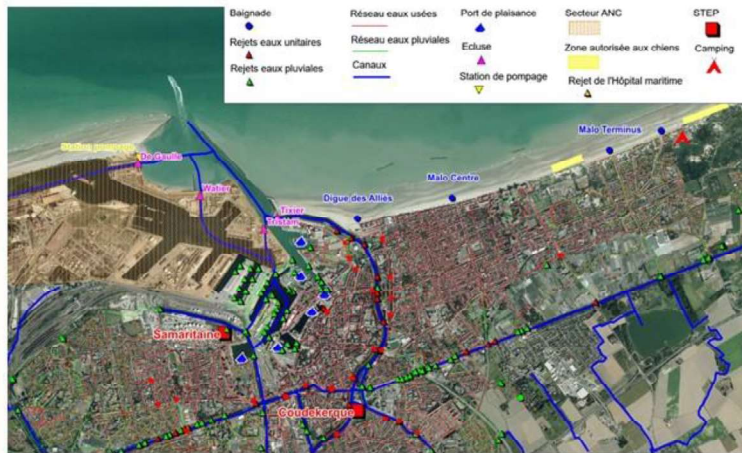 Baignade
Rejets eaux unitaires
Rejets eaux pluviales
Réseau eaux usées
Réseau eaux pluviales
Canaux
Port de plaisance
Ecluse
Station de pompage
Secteur ANC
Zone autorisée aux chiens
Rejet de l'Hôpital maritime
STEP
Camping
Station pompage
De Gaulle
Watier
Tixier
Tristram
Digue des Alliés
Malo Centre
Malo Terminus
Samaritaine
Coudekerque